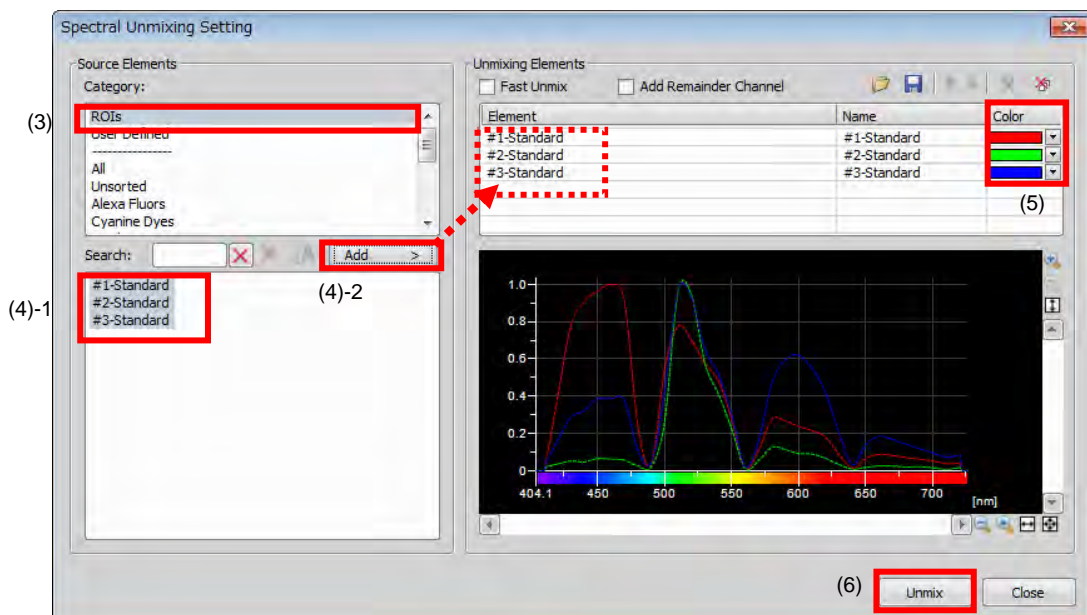 Spectral Unmixing Setting
Source Elements
Category:
(3)
ROIs
User Defined
----------------
All
Unsorted
Alexa Fluors
Cyanine Dyes
Search:
Add >
(4)-1
(4)-2
#1-Standard
#2-Standard
#3-Standard
Unmixing Elements
Fast Unmix Add Remainder Channel
Element Name Color
#1-Standard #1-Standard
#2-Standard #2-Standard
#3-Standard #3-Standard
(5)
1.0
0.8
0.6
0.4
0.2
0
404.1 450 500 550 600 650 700
[nm]
(6)
Unmix Close